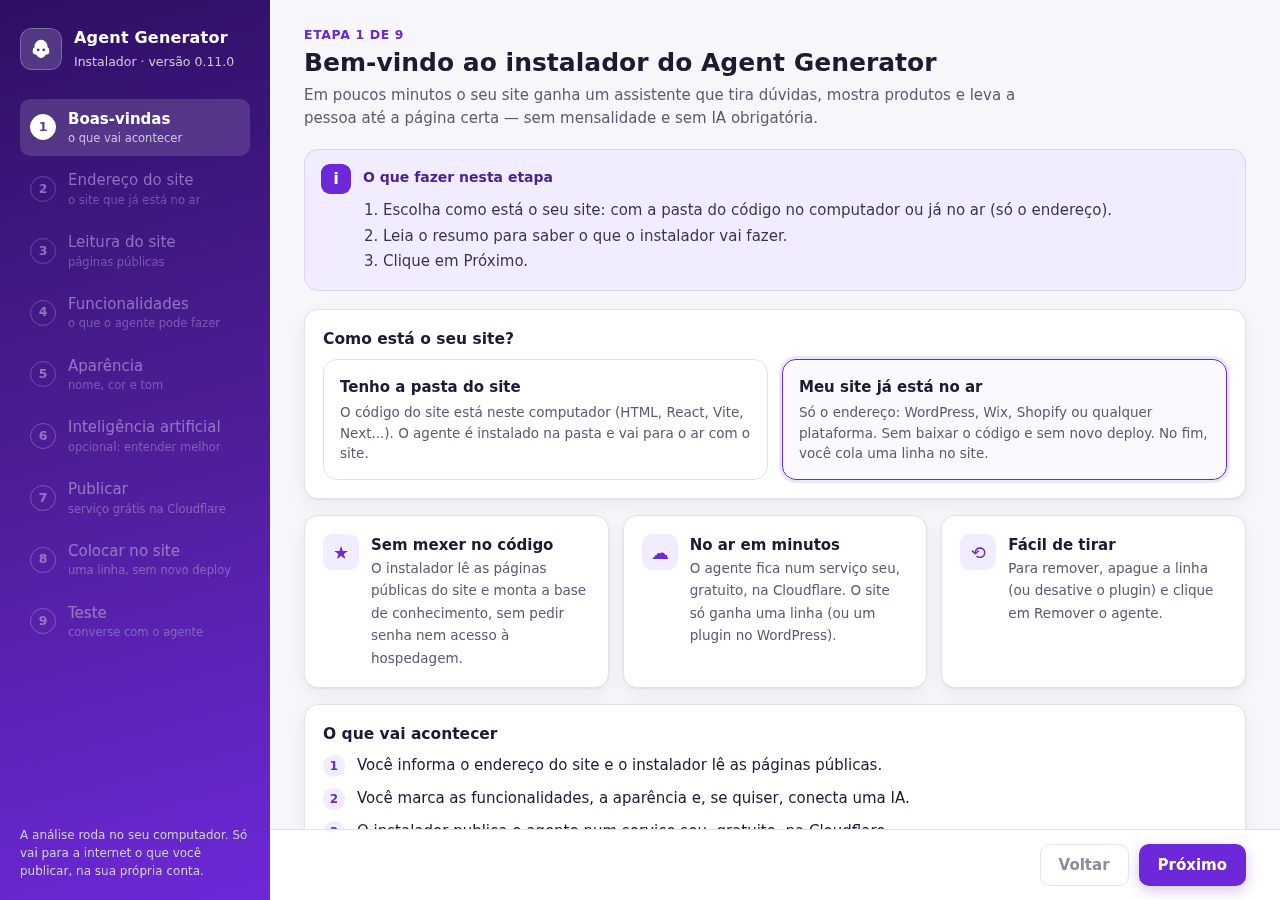 Agent Generator
Instalador · versão 0.11.0
1
Boas-vindas
o que vai acontecer
2
Endereço do site
o site que já está no ar
3
Leitura do site
páginas públicas
4
Funcionalidades
o que o agente pode fazer
5
Aparência
nome, cor e tom
6
Inteligência artificial
opcional: entender melhor
7
Publicar
serviço grátis na Cloudflare
8
Colocar no site
uma linha, sem novo deploy
9
Teste
converse com o agente
A análise roda no seu computador. Só
vai para a internet o que você
publicar, na sua própria conta.
ETAPA 1 DE 9
Bem-vindo ao instalador do Agent Generator
Em poucos minutos o seu site ganha um assistente que tira dúvidas, mostra produtos e leva a
pessoa até a página certa — sem mensalidade e sem IA obrigatória.
i
O que fazer nesta etapa
1. Escolha como está o seu site: com a pasta do código no computador ou já no ar (só o endereço).
2. Leia o resumo para saber o que o instalador vai fazer.
3. Clique em Próximo.
Como está o seu site?
Tenho a pasta do site
O código do site está neste computador (HTML, React, Vite,
Next...). O agente é instalado na pasta e vai para o ar com o
site.
Meu site já está no ar
Só o endereço: WordPress, Wix, Shopify ou qualquer
plataforma. Sem baixar o código e sem novo deploy. No fim,
você cola uma linha no site.
Sem mexer no código
O instalador lê as páginas
públicas do site e monta a base
de conhecimento, sem pedir
senha nem acesso à
hospedagem.
No ar em minutos
O agente fica num serviço seu,
gratuito, na Cloudflare. O site
só ganha uma linha (ou um
plugin no WordPress).
Fácil de tirar
Para remover, apague a linha
(ou desative o plugin) e clique
em Remover o agente.
O que vai acontecer
1 Você informa o endereço do site e o instalador lê as páginas públicas.
2 Você marca as funcionalidades, a aparência e, se quiser, conecta uma IA.
3 O instalador publica o agente num serviço seu, gratuito, na Cloudflare.
Voltar
Próximo